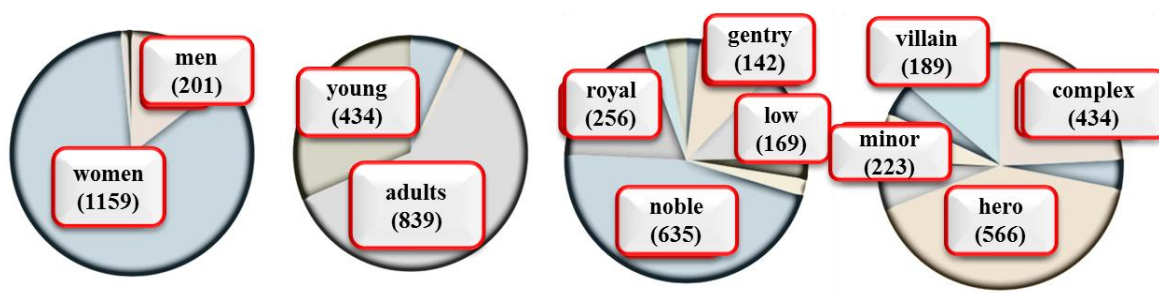 men
(201)
women
(1159)
young
(434)
adults
(839)
gentry
(142)
royal
(256)
low
(169)
noble
(635)
villain
(189)
complex
(434)
minor
(223)
hero
(566)